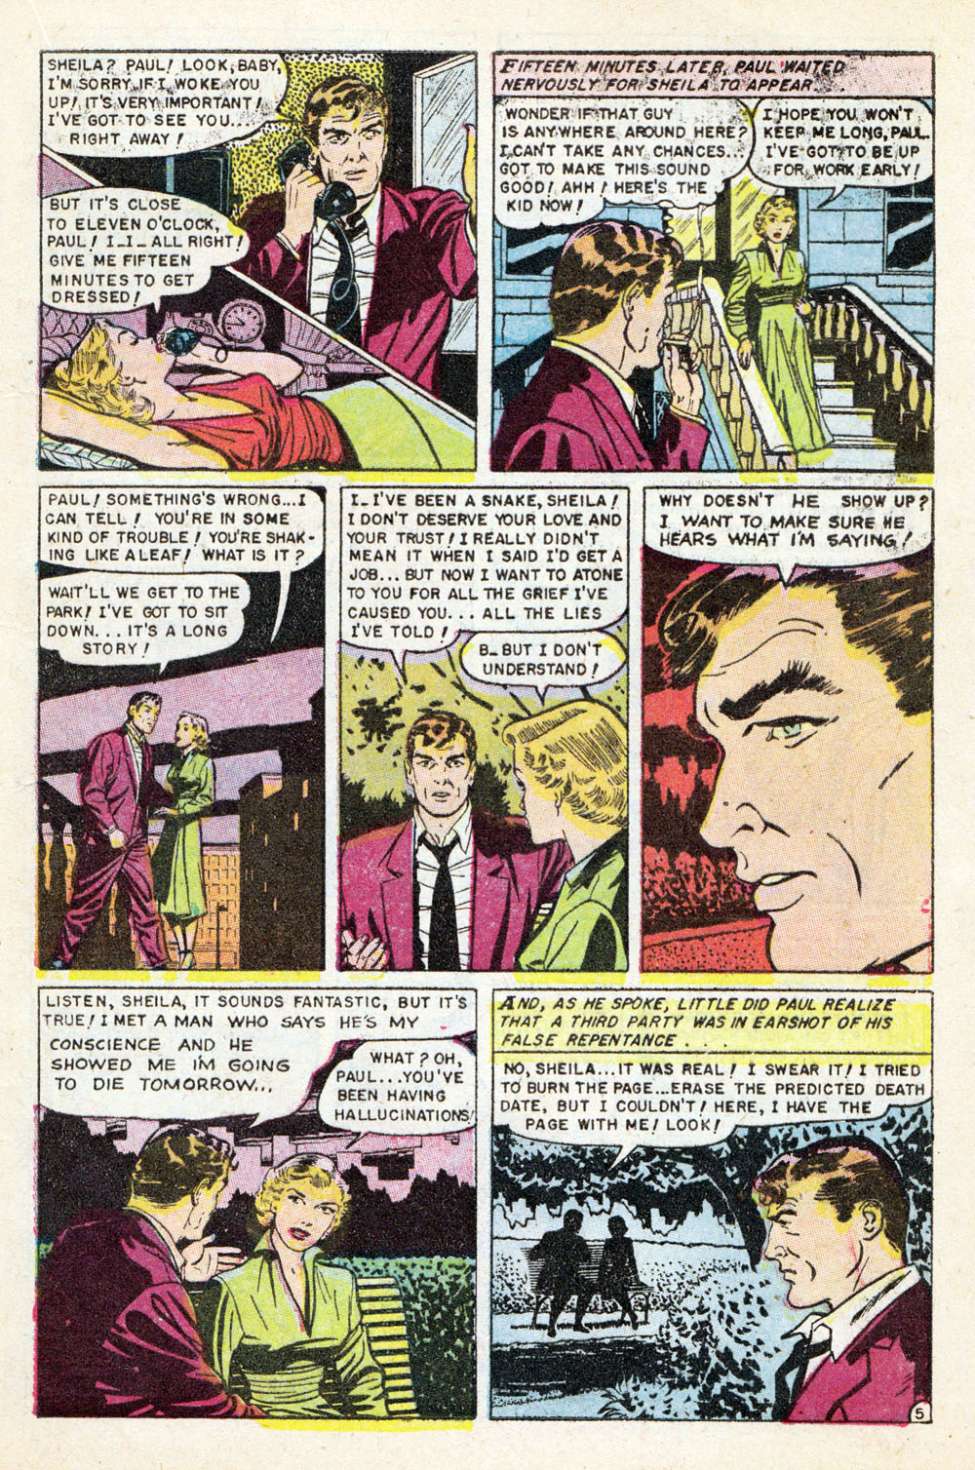 SHEILA? PAUL! LOOK, BABY,
I'M SORRY IF I WOKE YOU
UP! IT'S VERY IMPORTANT!
I'VE GOT TO SEE YOU...
RIGHT AWAY!
BUT IT'S CLOSE
TO ELEVEN O'CLOCK,
PAUL! I-I- ALL RIGHT!
GIVE ME FIFTEEN
MINUTES TO GET
DRESSED!
FIFTEEN MINUTES LATER, PAUL WAITED
NERVOUSLY FOR SHEILA TO APPEAR...
WONDER IF THAT GUY
IS ANYWHERE AROUND HERE?
I CAN'T TAKE ANY CHANCES...
GOT TO MAKE THIS SOUND
GOOD! AHH! HERE'S THE
KID NOW!
I HOPE YOU WON'T
KEEP ME LONG, PAUL.
I'VE GOT TO BE UP
FOR WORK EARLY!
PAUL! SOMETHING'S WRONG...I
CAN TELL! YOU'RE IN SOME
KIND OF TROUBLE! YOU'RE SHAK-
ING LIKE A LEAF! WHAT IS IT?
WAIT'LL WE GET TO THE
PARK! I'VE GOT TO SIT
DOWN... IT'S A LONG
STORY!
I..I'VE BEEN A SNAKE, SHEILA!
I DON'T DESERVE YOUR LOVE AND
YOUR TRUST! I REALLY DIDN'T
MEAN IT WHEN I SAID I'D GET A
JOB... BUT NOW I WANT TO ATONE
TO YOU FOR ALL THE GRIEF I'VE
CAUSED YOU... ALL THE LIES
I'VE TOLD!
B-BUT I DON'T
UNDERSTAND!
WHY DOESN'T HE SHOW UP?
I WANT TO MAKE SURE HE
HEARS WHAT I'M SAYING!
LISTEN, SHEILA, IT SOUNDS FANTASTIC, BUT IT'S
TRUE! I MET A MAN WHO SAYS HE'S MY
CONSCIENCE AND HE
SHOWED ME I'M GOING
TO DIE TOMORROW...
WHAT? OH,
PAUL...YOU'VE
BEEN HAVING
HALLUCINATIONS!
AND, AS HE SPOKE, LITTLE DID PAUL REALIZE
THAT A THIRD PARTY WAS IN EARSHOT OF HIS
FALSE REPENTANCE...
NO, SHEILA...IT WAS REAL! I SWEAR IT! I TRIED
TO BURN THE PAGE...ERASE THE PREDICTED DEATH
DATE, BUT I COULDN'T! HERE, I HAVE THE
PAGE WITH ME! LOOK!
5